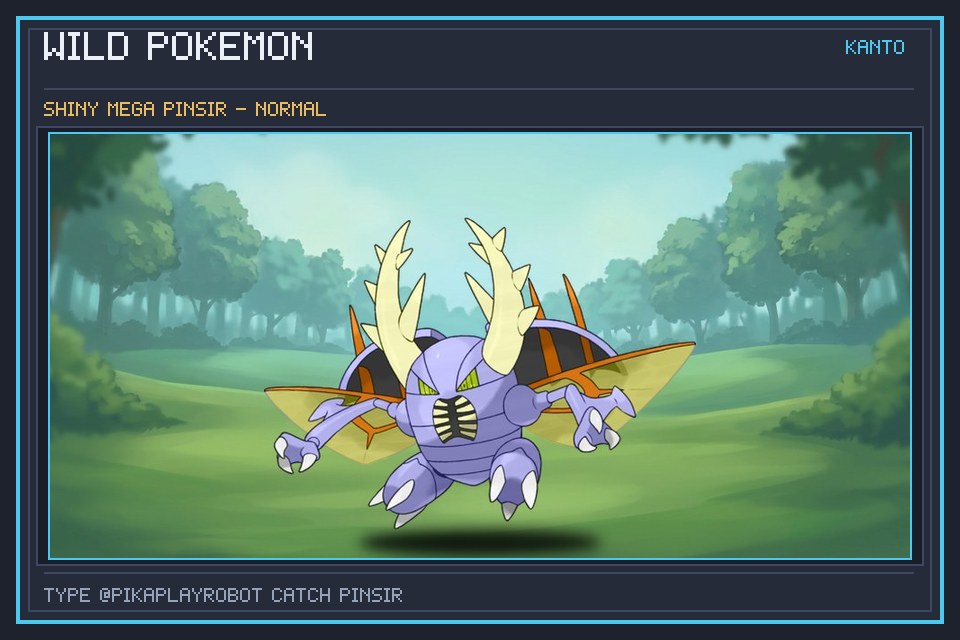 WILD POKEMON
KANTO
SHINY MEGA PINSIR - NORMAL
TYPE @PIKAPLAYROBOT CATCH PINSIR